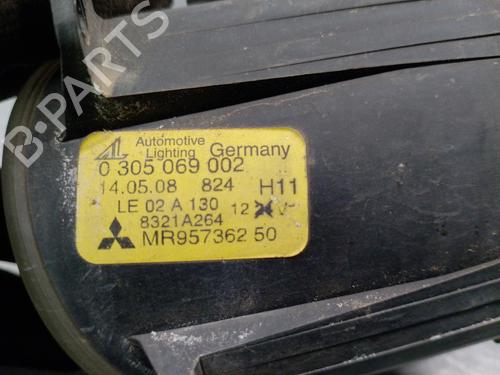 B-PARTS
AL Automotive Lighting Germany
0 305 069 002
14.05.08 824 H11
LE 02 A 130 12 V
8321A264
MR957362 50